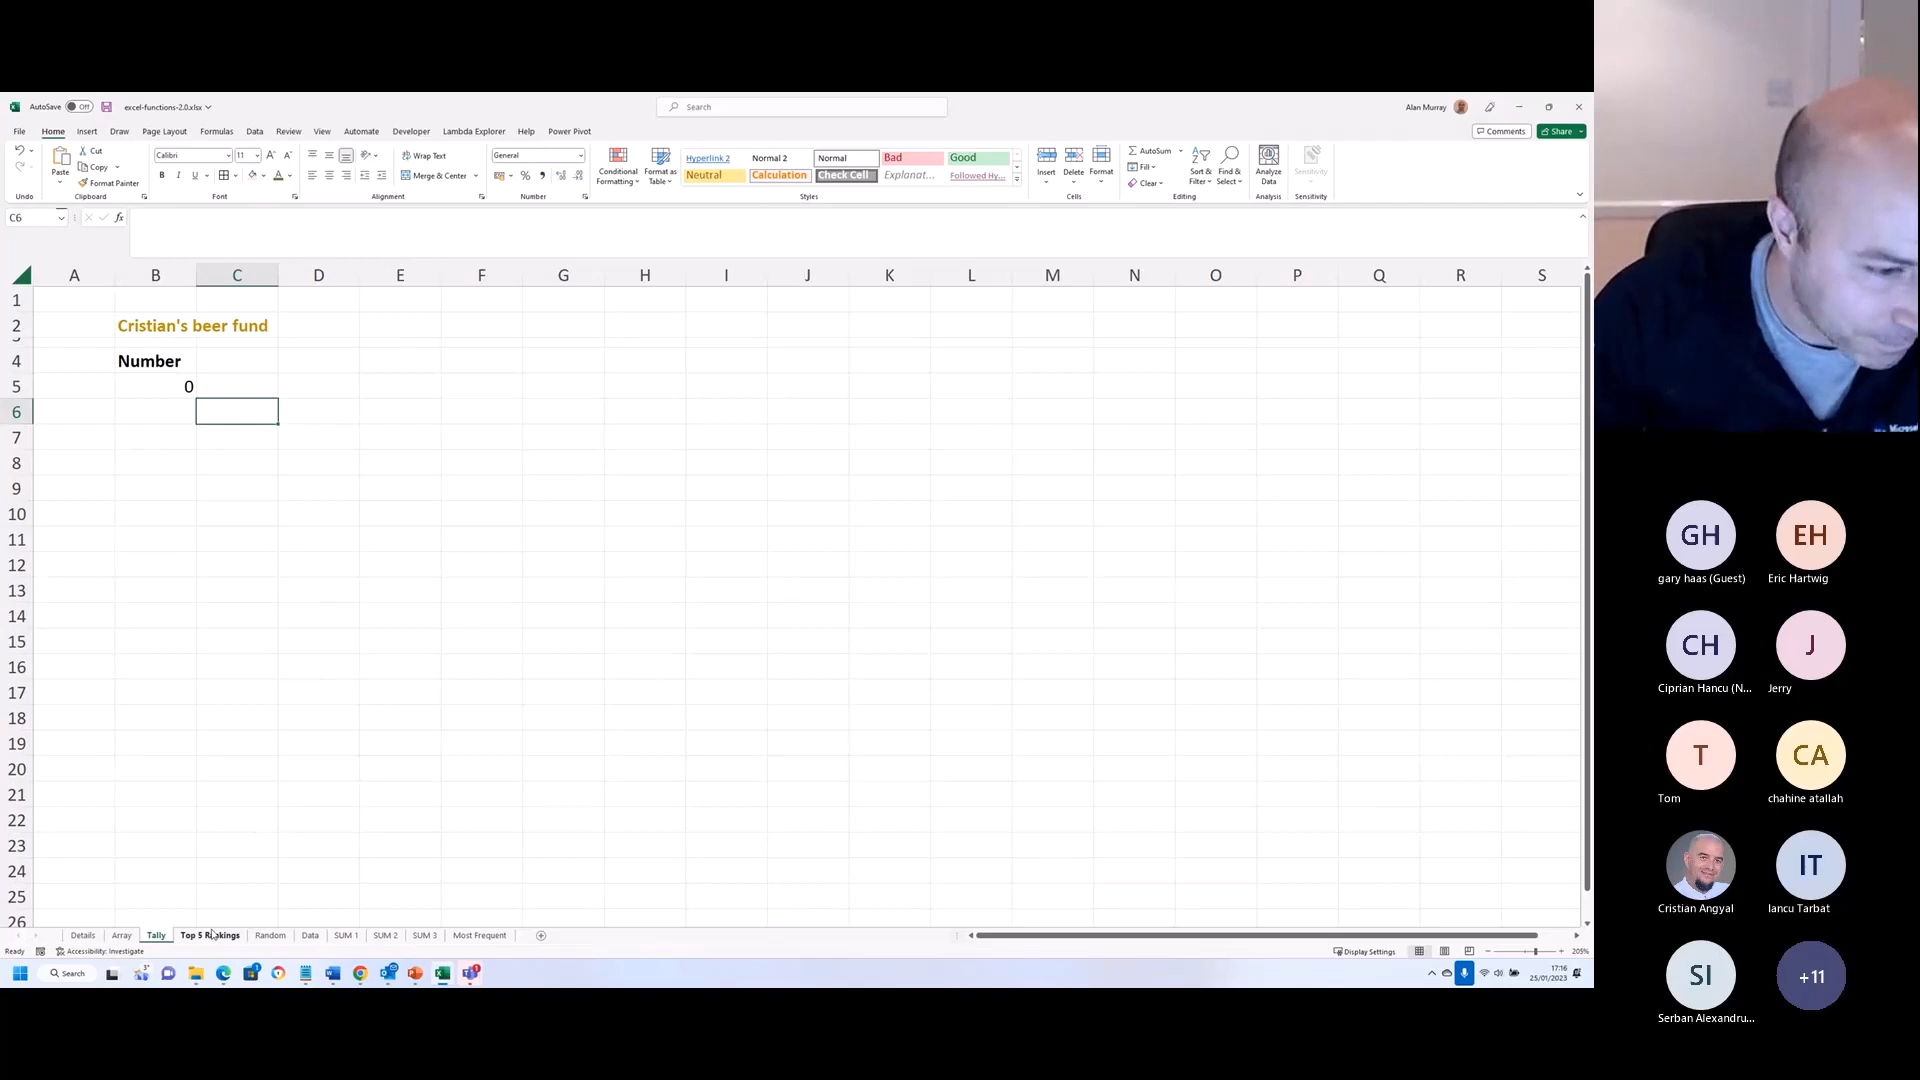 AutoSave Off excel-functions-2.0.xlsx Search Alan Murray
File Home Insert Draw Page Layout Formulas Data Review View Automate Developer Lambda Explorer Help Power Pivot Comments Share
Cut
Copy
Format Painter
Paste
Undo Clipboard
Calibri 11
B I U
Font
Wrap Text
Merge & Center
Alignment
General
%
Number
Conditional Formatting
Format as Table
Hyperlink 2 Normal 2 Normal Bad Good
Neutral Calculation Check Cell Explanat... Followed Hy...
Styles
Insert Delete Format
Cells
AutoSum
Fill
Clear
Sort & Filter
Find & Select
Editing
Analyze Data
Analysis
Sensitivity
Sensitivity
C6 fx
A B C D E F G H I J K L M N O P Q R S
1
2 Cristian's beer fund
4 Number
5 0
6
7
8
9
10
11
12
13
14
15
16
17
18
19
20
21
22
23
24
25
26
Details Array Tally Top 5 Rankings Random Data SUM 1 SUM 2 SUM 3 Most Frequent
Ready Accessibility: Investigate Display Settings 205%
Search
17:16
25/01/2023
GH EH
gary haas (Guest) Eric Hartwig
CH J
Ciprian Hancu (N... Jerry
T CA
Tom chahine atallah
IT
Cristian Angyal Iancu Tarbat
SI +11
Serban Alexandru...